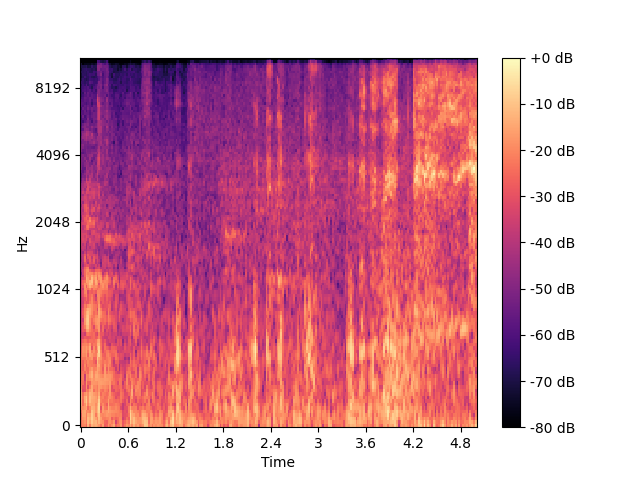 8192
4096
2048
1024
512
0
Hz
0 0.6 1.2 1.8 2.4 3 3.6 4.2 4.8
Time
+0 dB
-10 dB
-20 dB
-30 dB
-40 dB
-50 dB
-60 dB
-70 dB
-80 dB